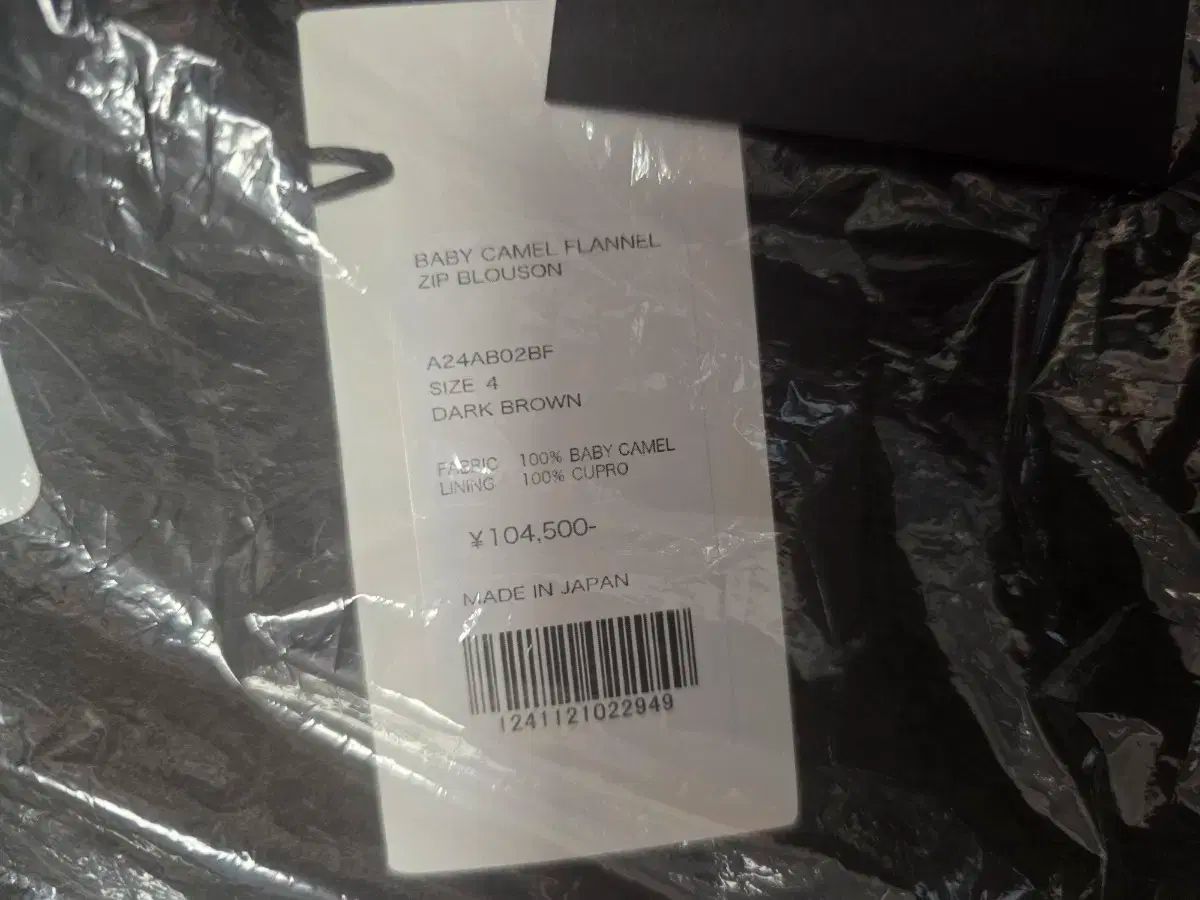 BABY CAMEL FLANNEL
ZIP BLOUSON
A24AB02BF
SIZE 4
DARK BROWN
FABRIC 100% BABY CAMEL
LINING 100% CUPRO
¥104,500-
MADE IN JAPAN
1241121022949